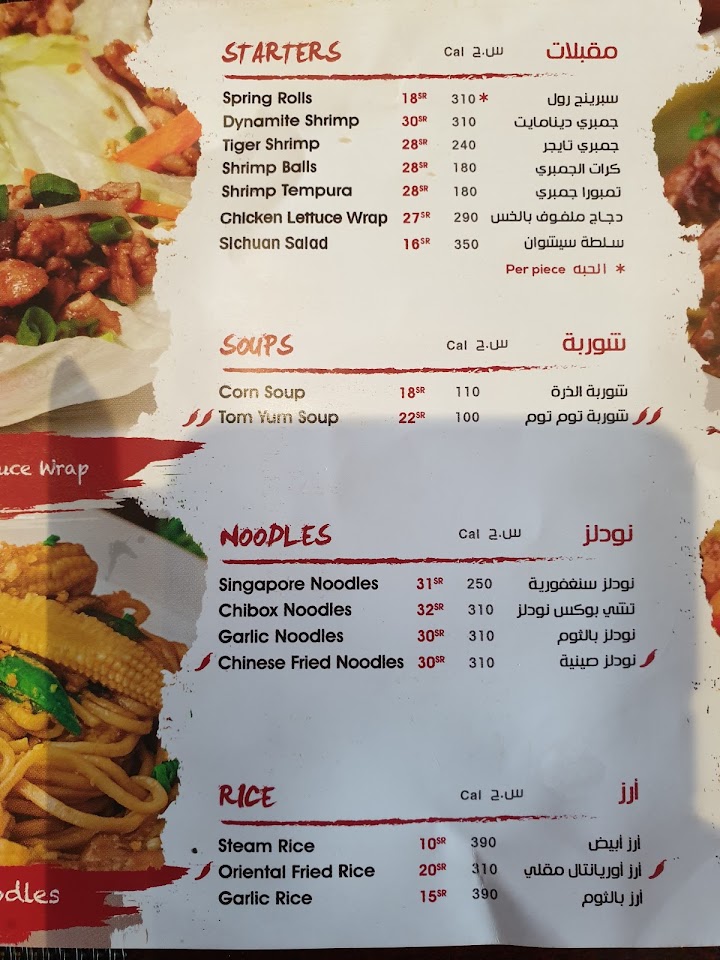 STARTERS Cal س.ج مقبلات
Spring Rolls 18SR 310* سبرينج رول
Dynamite Shrimp 30SR 310 جمبري دينامايت
Tiger Shrimp 28SR 240 جمبري تايجر
Shrimp Balls 28SR 180 كرات الجمبري
Shrimp Tempura 28SR 180 تمبورا جمبري
Chicken Lettuce Wrap 27SR 290 دجاج ملفوف بالخس
Sichuan Salad 16SR 350 سلطة سيشوان
Per piece الحبه *
SOUPS Cal س.ج شوربة
Corn Soup 18SR 110 شوربة الذرة
Tom Yum Soup 22SR 100 شوربة توم توم
uce Wrap
NOODLES Cal س.ج نودلز
Singapore Noodles 31SR 250 نودلز سنغفورية
Chibox Noodles 32SR 310 تشي بوكس نودلز
Garlic Noodles 30SR 310 نودلز بالثوم
Chinese Fried Noodles 30SR 310 نودلز صينية
RICE Cal س.ج أرز
Steam Rice 10SR 390 أرز أبيض
Oriental Fried Rice 20SR 310 أرز أوريانتال مقلي
Garlic Rice 15SR 390 أرز بالثوم
odles